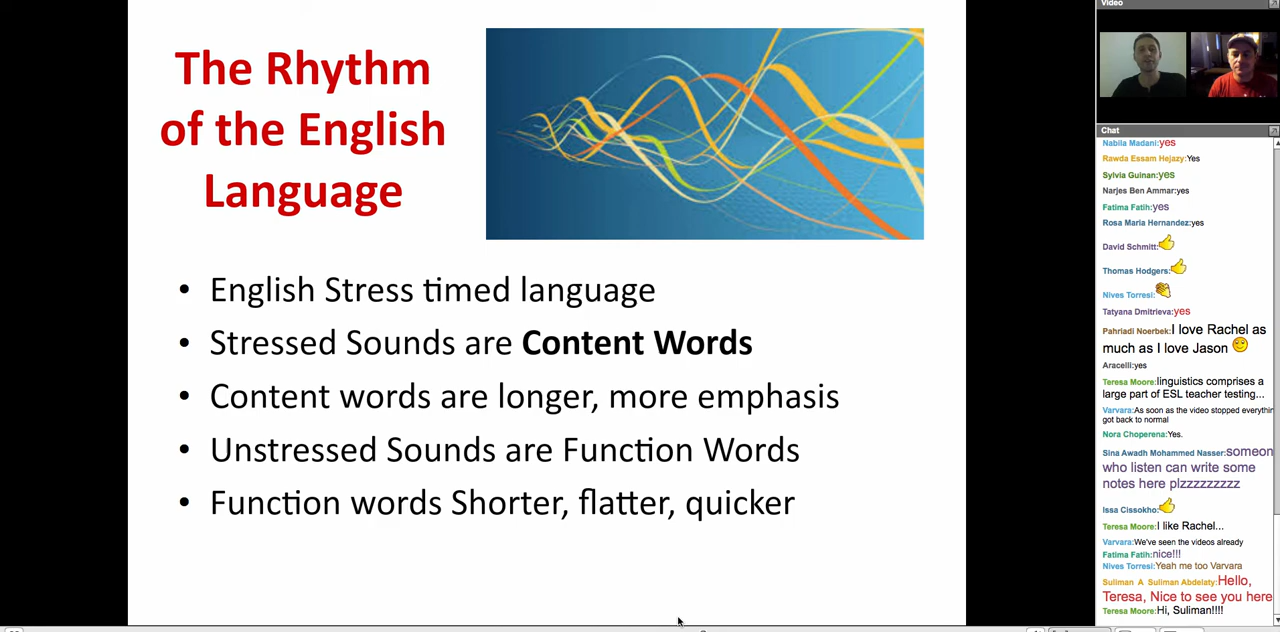 The Rhythm
of the English
Language
• English Stress timed language
• Stressed Sounds are Content Words
• Content words are longer, more emphasis
• Unstressed Sounds are Function Words
• Function words Shorter, flatter, quicker
Video
Chat
Nabila Madani:yes
Rawda Essam Hejazy:Yes
Sylvia Guinan:yes
Narjes Ben Ammar:yes
Fatima Fatih:yes
Rosa Maria Hernandez:yes
David Schmitt:
Thomas Hodgers:
Nives Torresi:
Tatyana Dmitrieva:yes
Pahriadi Noerbek:I love Rachel as
much as I love Jason
Aracelli:yes
Teresa Moore:linguistics comprises a
large part of ESL teacher testing...
Varvara:As soon as the video stopped everythin
got back to normal
Nora Choperena:Yes.
Sina Awadh Mohammed Nasser:someon
who listen can write some
notes here plzzzzzzzz
Issa Cissokho:
Teresa Moore:I like Rachel...
Varvara:We've seen the videos already
Fatima Fatih:nice!!!
Nives Torresi:Yeah me too Varvara
Suliman A Suliman Abdelaty:Hello,
Teresa, Nice to see you here
Teresa Moore:Hi, Suliman!!!!